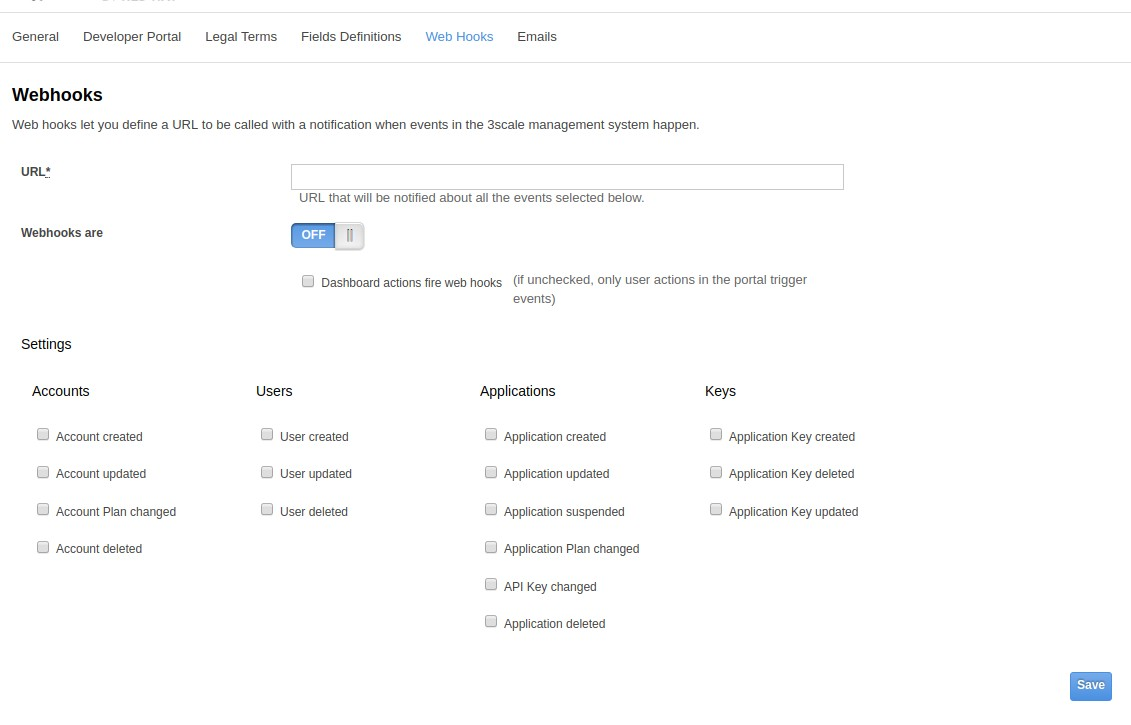 General Developer Portal Legal Terms Fields Definitions Web Hooks Emails
Webhooks
Web hooks let you define a URL to be called with a notification when events in the 3scale management system happen.
URL*
URL that will be notified about all the events selected below.
Webhooks are OFF
Dashboard actions fire web hooks (if unchecked, only user actions in the portal trigger
events)
Settings
Accounts Users Applications Keys
Account created User created Application created Application Key created
Account updated User updated Application updated Application Key deleted
Account Plan changed User deleted Application suspended Application Key updated
Account deleted Application Plan changed
API Key changed
Application deleted
Save